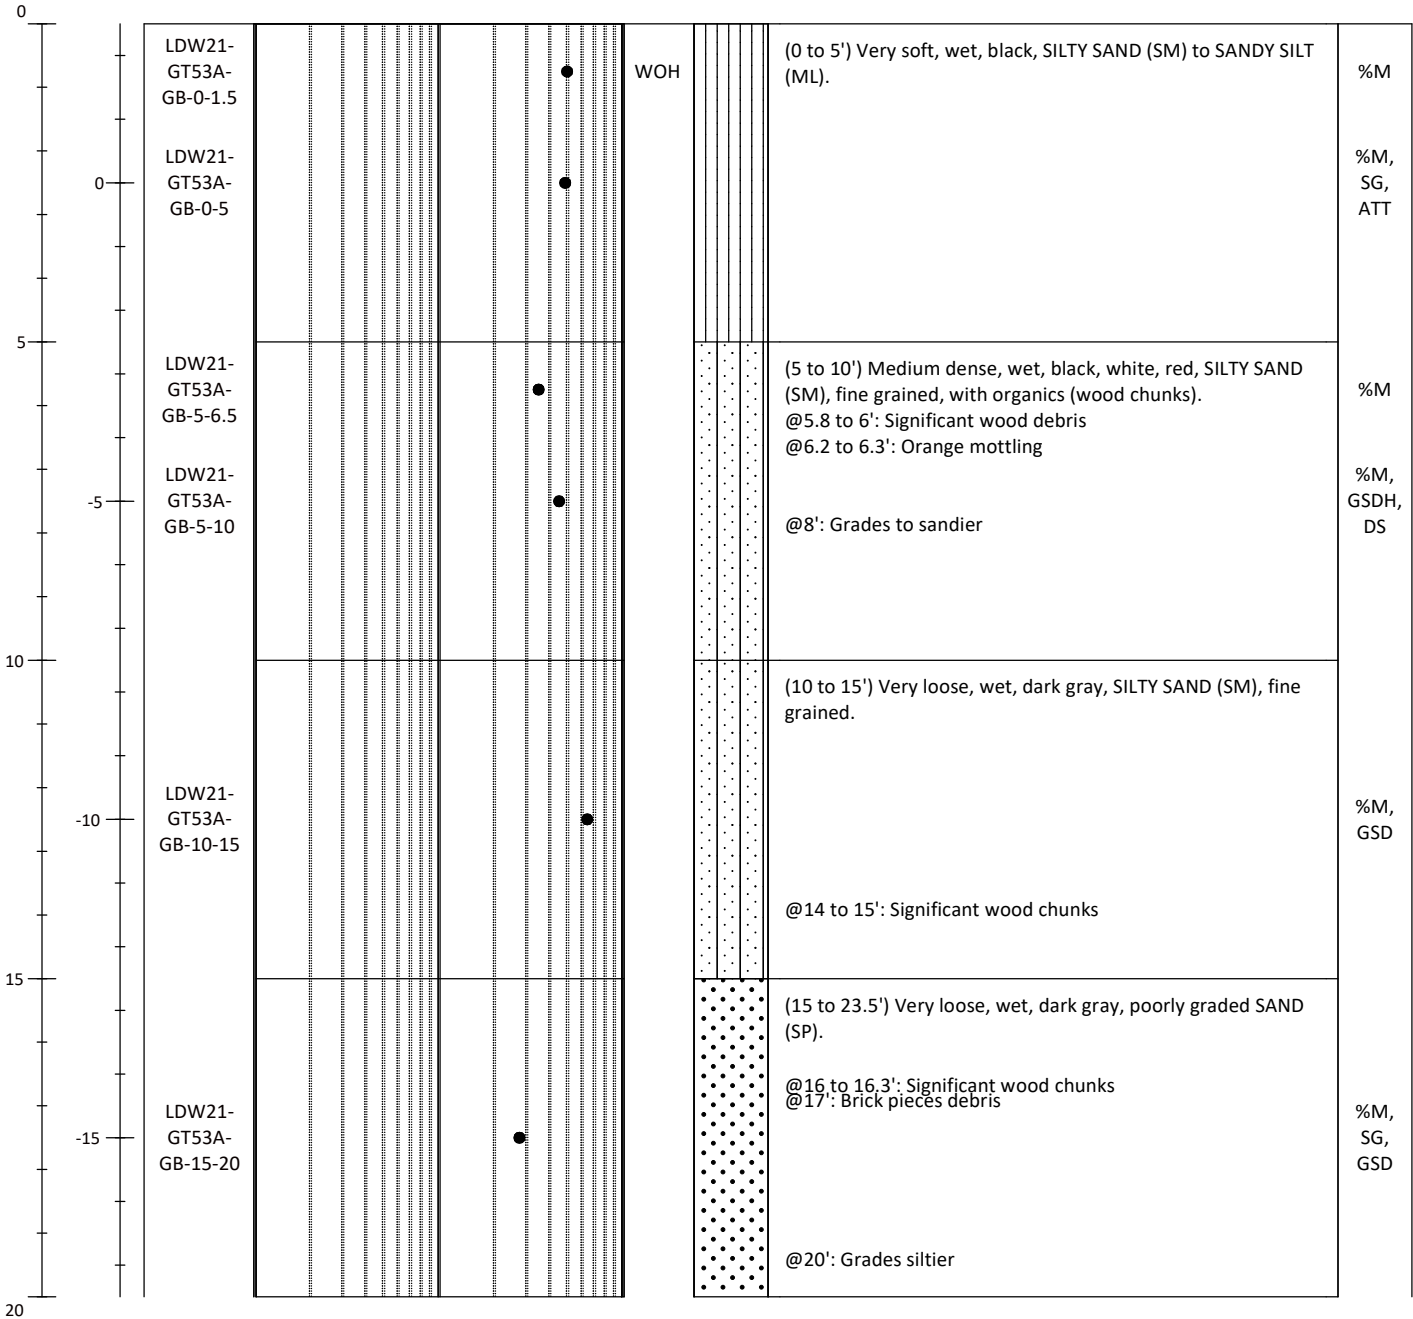 0
LDW21-
GT53A-
GB-0-1.5
WOH
(0 to 5') Very soft, wet, black, SILTY SAND (SM) to SANDY SILT
(ML).
%M
LDW21-
GT53A-
GB-0-5
0
%M,
SG,
ATT
5
LDW21-
GT53A-
GB-5-6.5
(5 to 10') Medium dense, wet, black, white, red, SILTY SAND
(SM), fine grained, with organics (wood chunks).
@5.8 to 6': Significant wood debris
@6.2 to 6.3': Orange mottling
%M
-5
LDW21-
GT53A-
GB-5-10
@8': Grades to sandier
%M,
GSDH,
DS
10
(10 to 15') Very loose, wet, dark gray, SILTY SAND (SM), fine
grained.
-10
LDW21-
GT53A-
GB-10-15
%M,
GSD
@14 to 15': Significant wood chunks
15
(15 to 23.5') Very loose, wet, dark gray, poorly graded SAND
(SP).
@16 to 16.3': Significant wood chunks
@17': Brick pieces debris
-15
LDW21-
GT53A-
GB-15-20
%M,
SG,
GSD
@20': Grades siltier
20